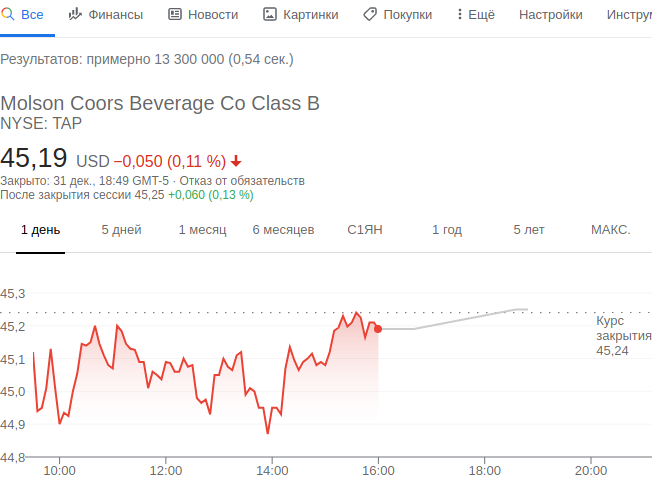 Все Финансы Новости Картинки Покупки Ещё Настройки
Результатов: примерно 13 300 000 (0,54 сек.)
Molson Coors Beverage Co Class B
NYSE: TAP
45,19 USD −0,050 (0,11 %)
Закрыто: 31 дек., 18:49 GMT-5 · Отказ от обязательств
После закрытия сессии 45,25 +0,060 (0,13 %)
1 день 5 дней 1 месяц 6 месяцев С1ЯН 1 год 5 лет МАКС.
45,3
45,2
45,1
45,0
44,9
44,8
Курс
закрытия
45,24
10:00 12:00 14:00 16:00 18:00 20:00